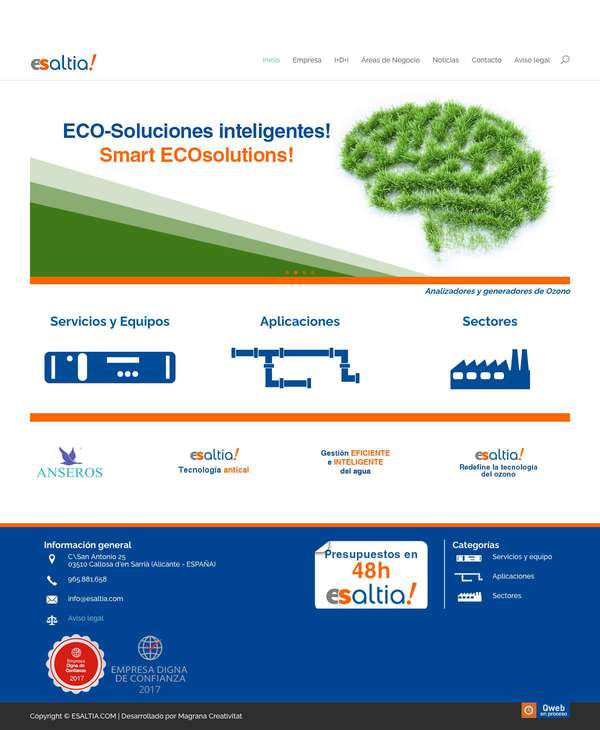 esaltia!
Inicio Empresa I+D+I Áreas de Negocio Noticias Contacto Aviso legal
ECO-Soluciones inteligentes!
Smart ECOsolutions!
Analizadores y generadores de Ozono
Servicios y Equipos
Aplicaciones
Sectores
ANSEROS
esaltia!
Tecnología antical
Gestión EFICIENTE
e INTELIGENTE
del agua
esaltia!
Redefine la tecnología
del ozono
Información general
C\San Antonio 25
03510 Callosa d'en Sarrià (Alicante - ESPAÑA)
965.881.658
info@esaltia.com
Aviso legal
Empresa
Digna de
Confianza
2017
EMPRESA DIGNA
DE CONFIANZA
2017
Presupuestos en
48h
esaltia!
Categorías
Servicios y equipo
Aplicaciones
Sectores
Copyright © ESALTIA.COM | Desarrollado por Magrana Creativitat
Qweb
en proceso